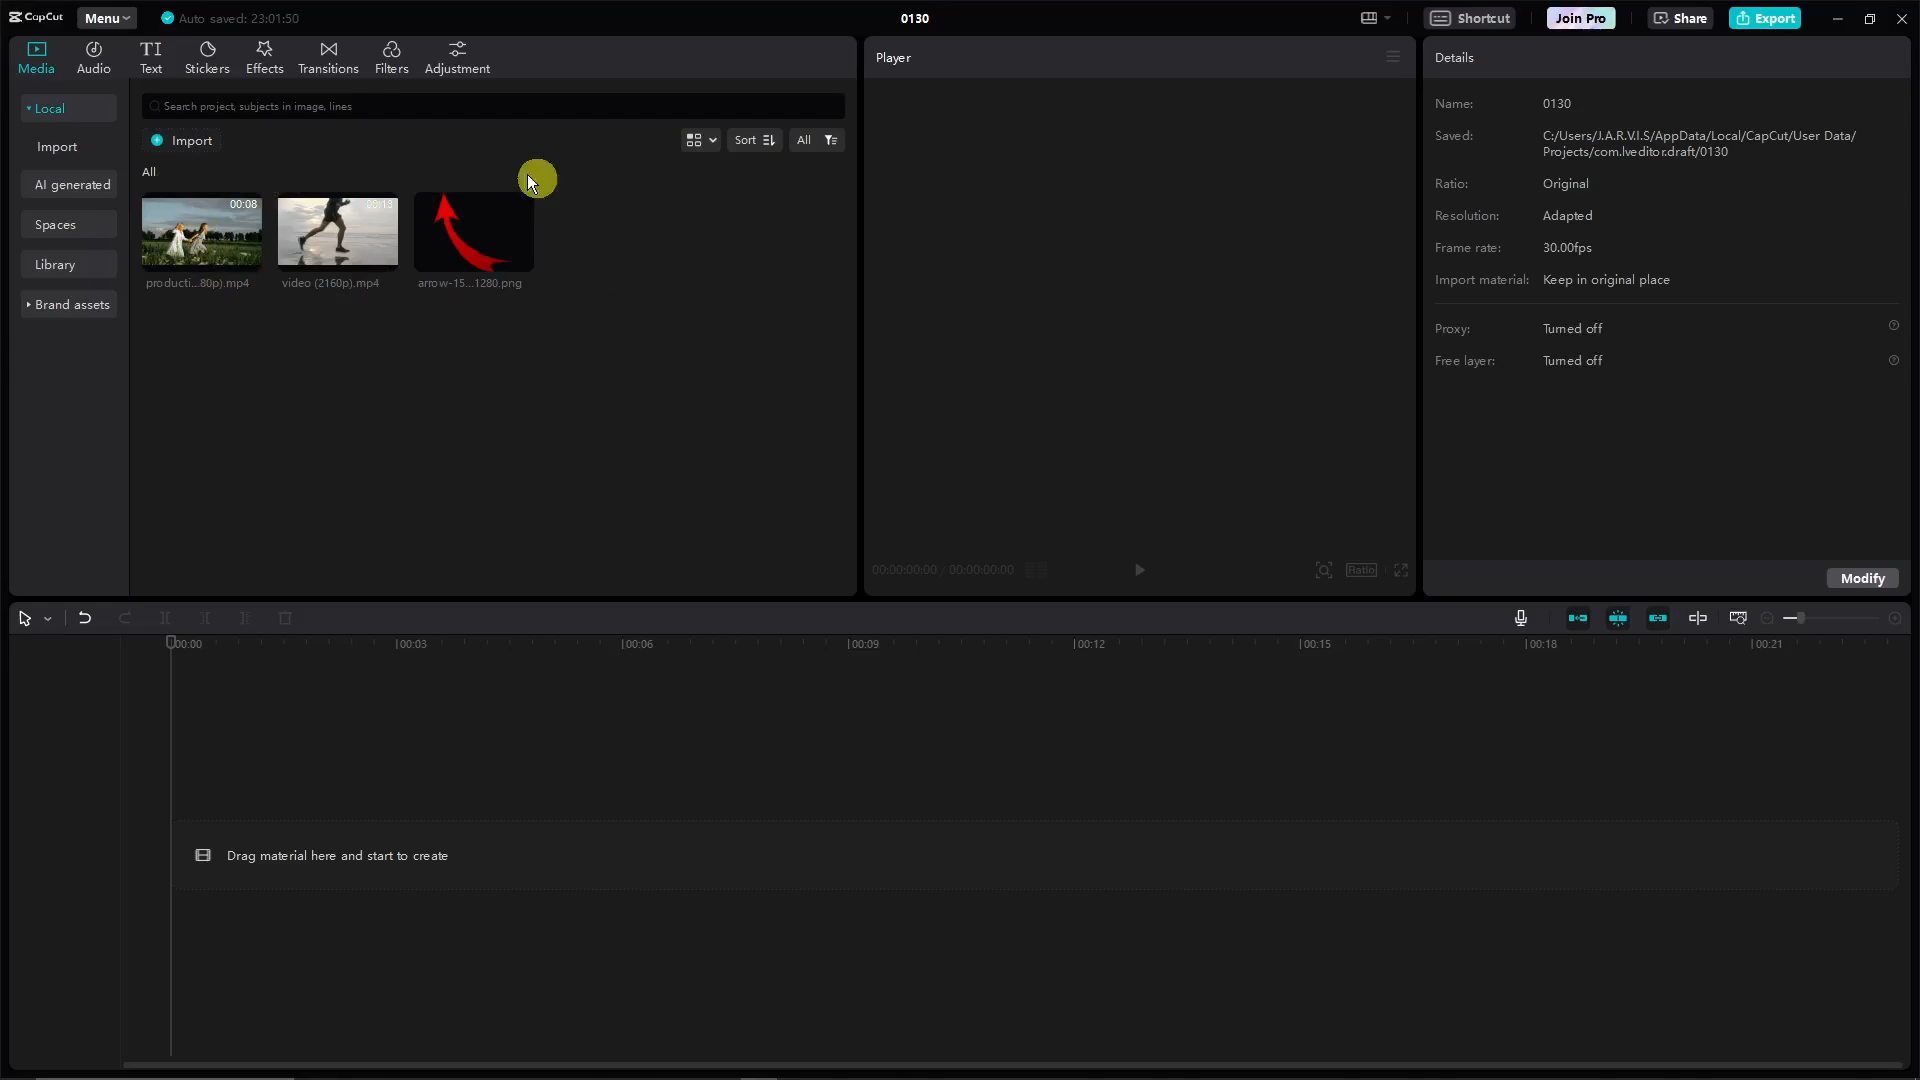 CapCut
Menu
Auto saved: 23:01:50
0130
Shortcut
Join Pro
Share
Export
Media
Audio
Text
Stickers
Effects
Transitions
Filters
Adjustment
Player
Details
Local
Import
AI generated
Spaces
Library
Brand assets
Search project, subjects in image, lines
Import
Sort
All
All
00:08
00:13
producti...80p).mp4
video (2160p).mp4
arrow-15...1280.png
00:00:00:00 / 00:00:00:00
Ratio
Name: 0130
Saved: C:/Users/J.A.R.V.I.S/AppData/Local/CapCut/User Data/
Projects/com.lveditor.draft/0130
Ratio: Original
Resolution: Adapted
Frame rate: 30.00fps
Import material: Keep in original place
Proxy: Turned off
Free layer: Turned off
Modify
00:00
00:03
00:06
00:09
00:12
00:15
00:18
00:21
Drag material here and start to create